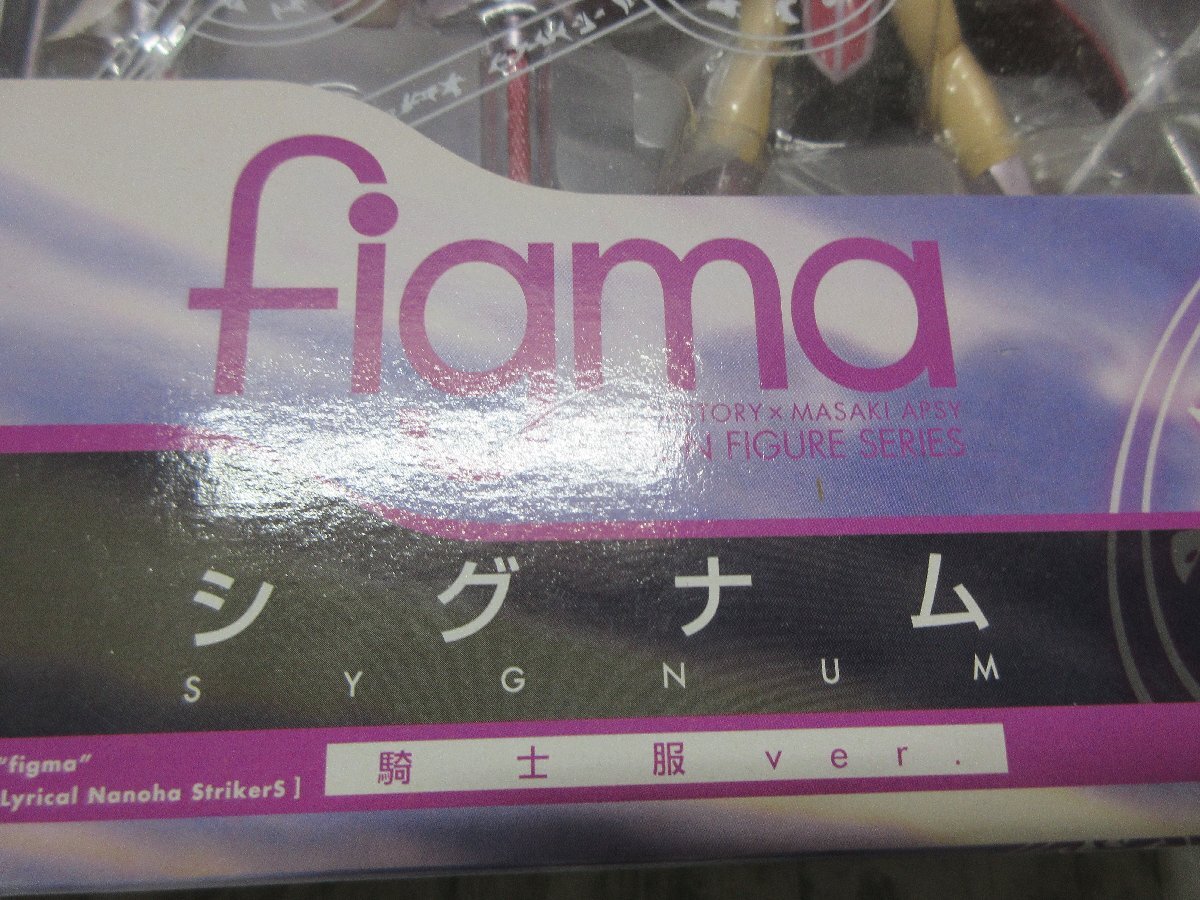 figma
× MASAKI APSY
FIGURE SERIES
シグナム
SYGNUM
"figma"
Lyrical Nanoha StrikerS ]
騎士服ver.